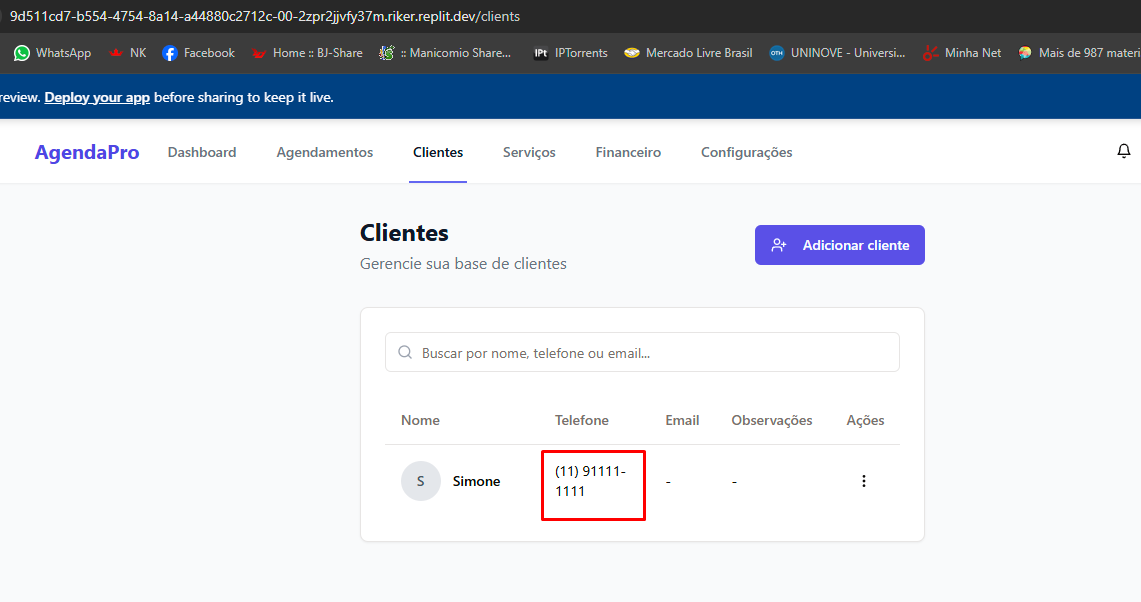 9d511cd7-b554-4754-8a14-a44880c2712c-00-2zpr2jjvfy37m.riker.replit.dev/clients
WhatsApp NK Facebook Home :: BJ-Share :: Manicomio Share... IPt IPTorrents Mercado Livre Brasil OTH UNINOVE - Universi... Minha Net Mais de 987 materi
review. Deploy your app before sharing to keep it live.
AgendaPro Dashboard Agendamentos Clientes Serviços Financeiro Configurações
Clientes
Adicionar cliente
Gerencie sua base de clientes
Buscar por nome, telefone ou email...
Nome Telefone Email Observações Ações
S Simone (11) 91111-
1111 - -